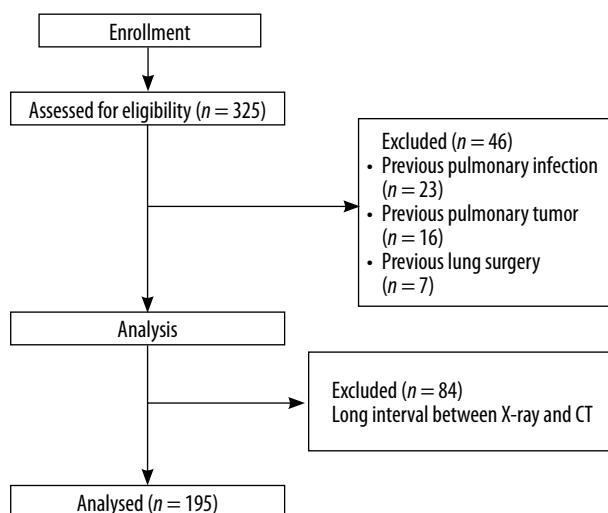 Enrollment
Assessed for eligibility (n = 325)
Excluded (n = 46)
• Previous pulmonary infection
(n = 23)
• Previous pulmonary tumor
(n = 16)
• Previous lung surgery
(n = 7)
Analysis
Excluded (n = 84)
Long interval between X-ray and CT
Analysed (n = 195)